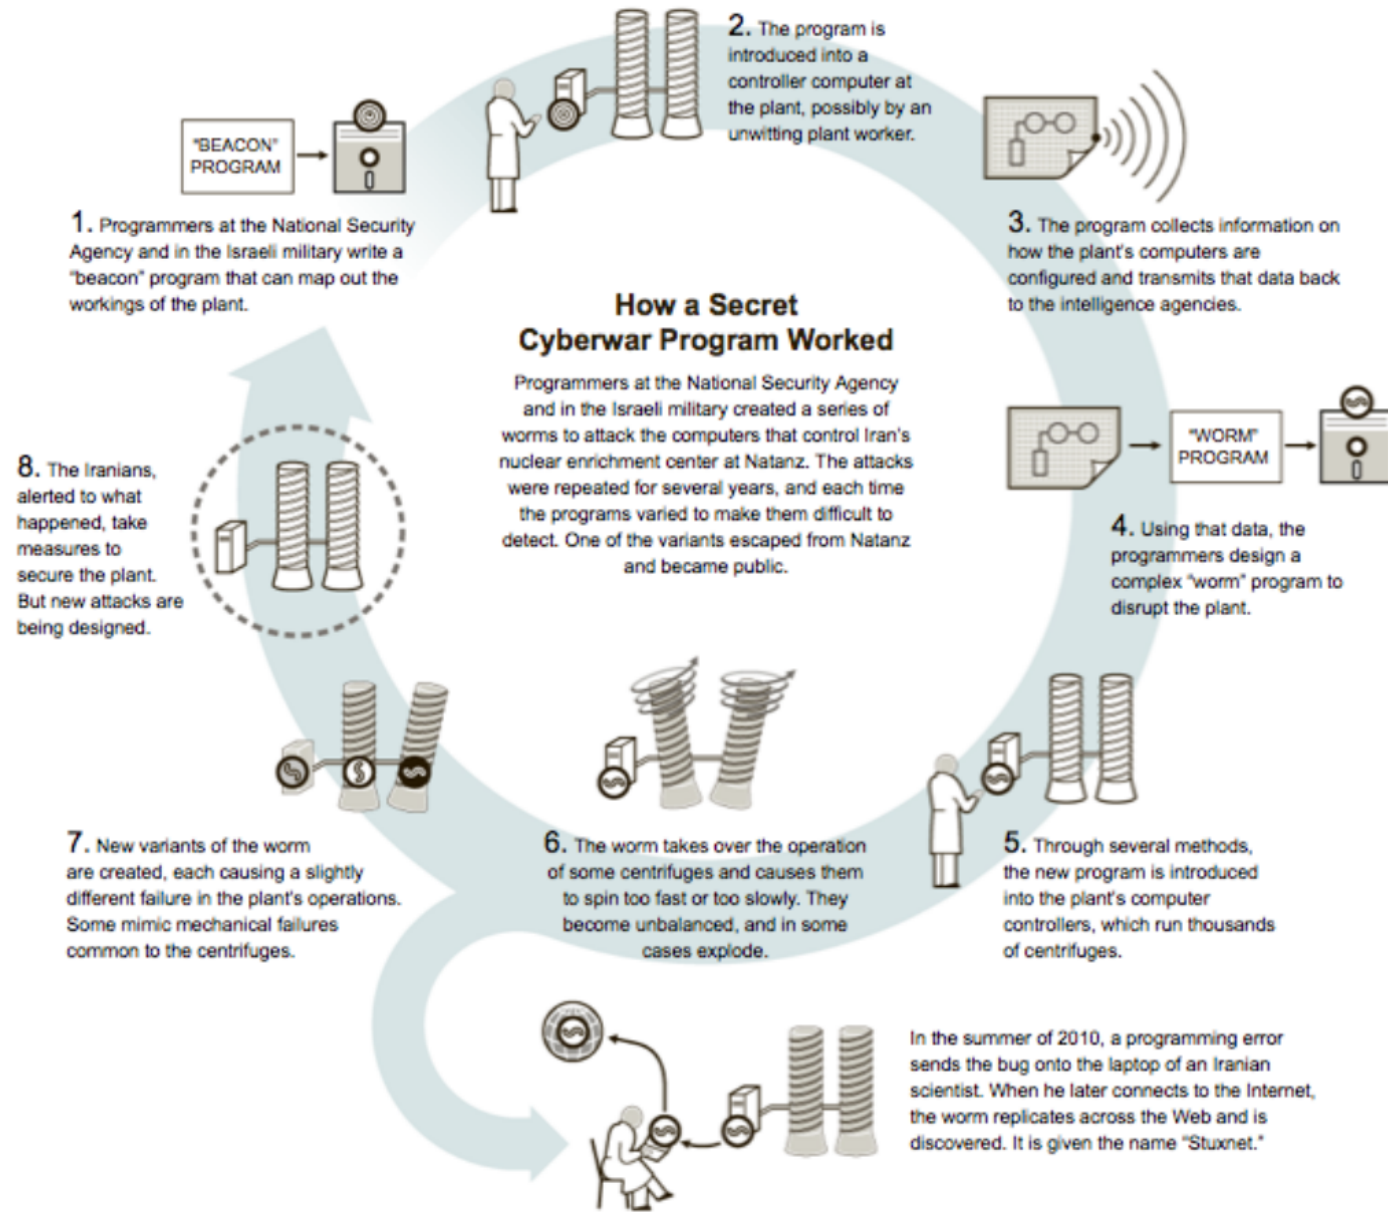 "BEACON"
PROGRAM
1. Programmers at the National Security
Agency and in the Israeli military write a
"beacon" program that can map out the
workings of the plant.
2. The program is
introduced into a
controller computer at
the plant, possibly by an
unwitting plant worker.
3. The program collects information on
how the plant's computers are
configured and transmits that data back
to the intelligence agencies.
How a Secret
Cyberwar Program Worked
Programmers at the National Security Agency
and in the Israeli military created a series of
worms to attack the computers that control Iran's
nuclear enrichment center at Natanz. The attacks
were repeated for several years, and each time
the programs varied to make them difficult to
detect. One of the variants escaped from Natanz
and became public.
"WORM"
PROGRAM
4. Using that data, the
programmers design a
complex "worm" program to
disrupt the plant.
5. Through several methods,
the new program is introduced
into the plant's computer
controllers, which run thousands
of centrifuges.
6. The worm takes over the operation
of some centrifuges and causes them
to spin too fast or too slowly. They
become unbalanced, and in some
cases explode.
7. New variants of the worm
are created, each causing a slightly
different failure in the plant's operations.
Some mimic mechanical failures
common to the centrifuges.
8. The Iranians,
alerted to what
happened, take
measures to
secure the plant.
But new attacks are
being designed.
In the summer of 2010, a programming error
sends the bug onto the laptop of an Iranian
scientist. When he later connects to the Internet,
the worm replicates across the Web and is
discovered. It is given the name "Stuxnet."